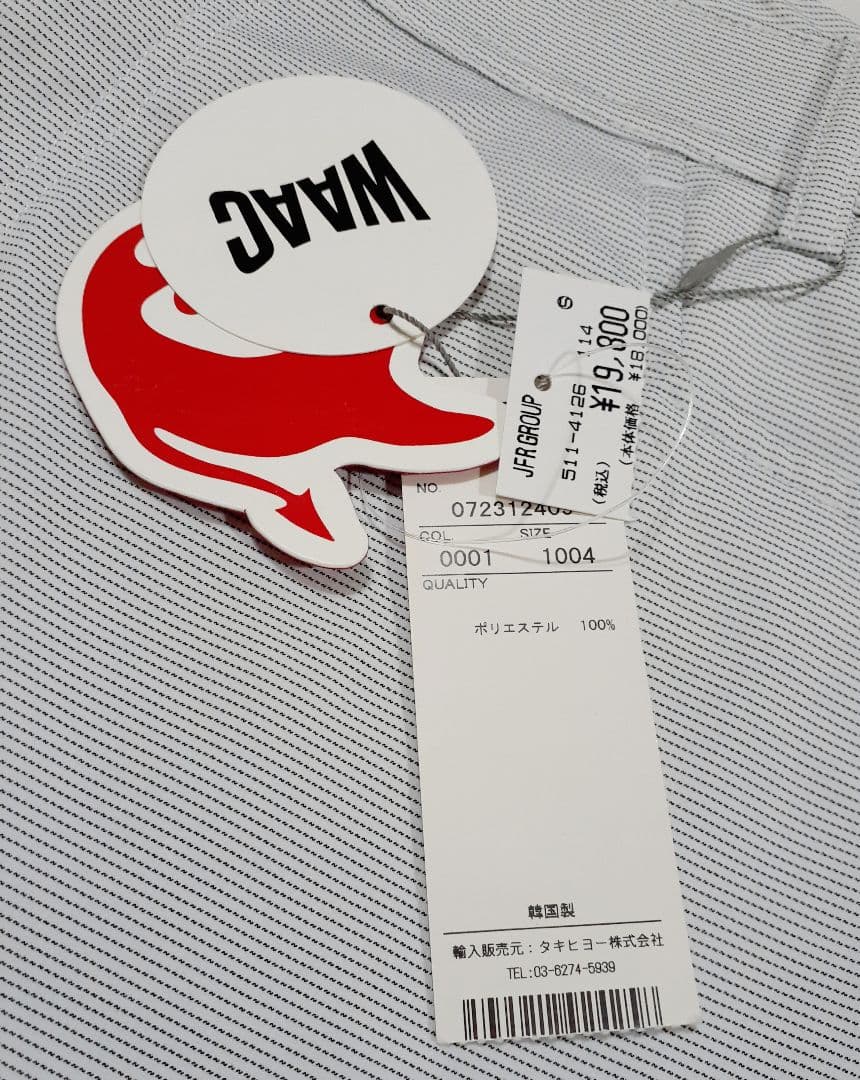 WAAC
JFR GROUP
S
511-4126 114
¥19,800
(税込)
(本体価格 ¥18,000)
NO.
COL. SIZE
0001 1004
QUALITY
ポリエステル 100%
韓国製
輸入販売元：タキヒヨー株式会社
TEL:03-6274-5939